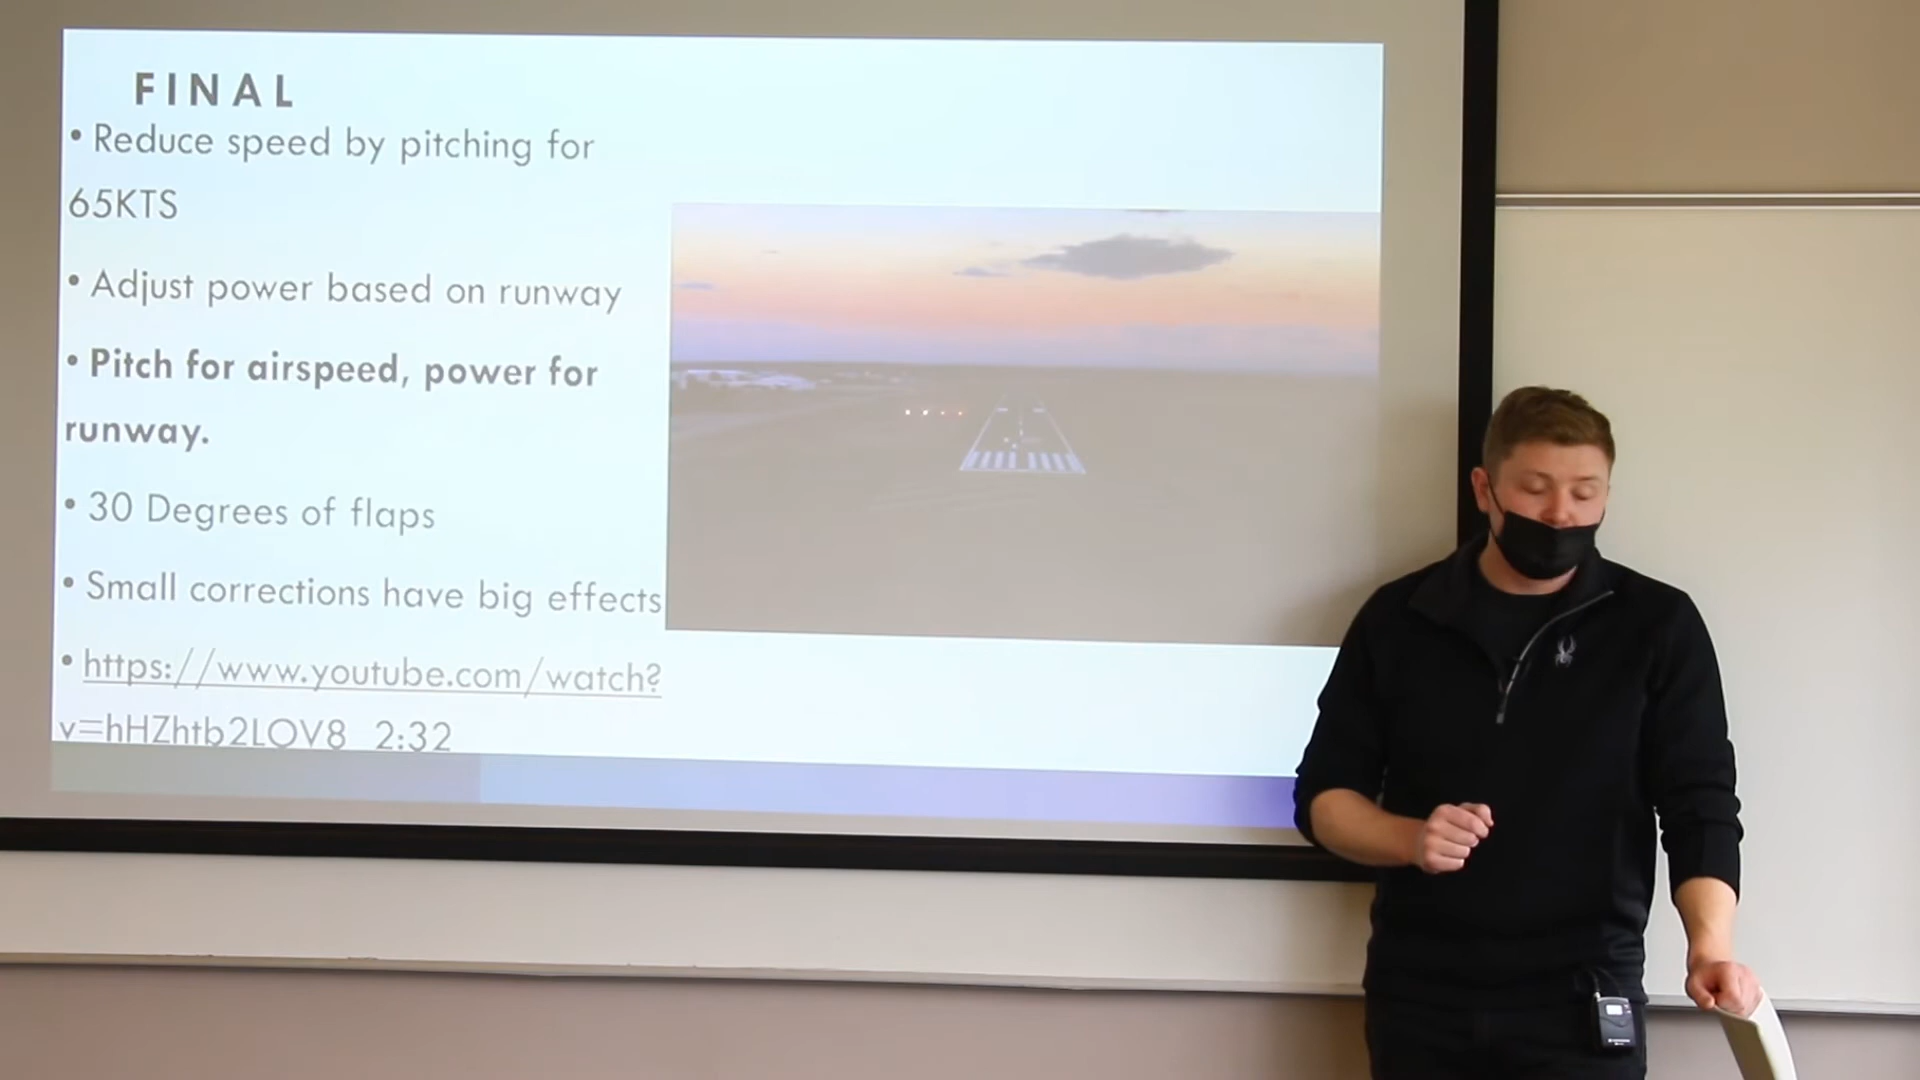 FINAL
• Reduce speed by pitching for
65KTS
• Adjust power based on runway
• Pitch for airspeed, power for
runway.
• 30 Degrees of flaps
• Small corrections have big effects
• https://www.youtube.com/watch?
v=hHZhtb2LOV8 2:32